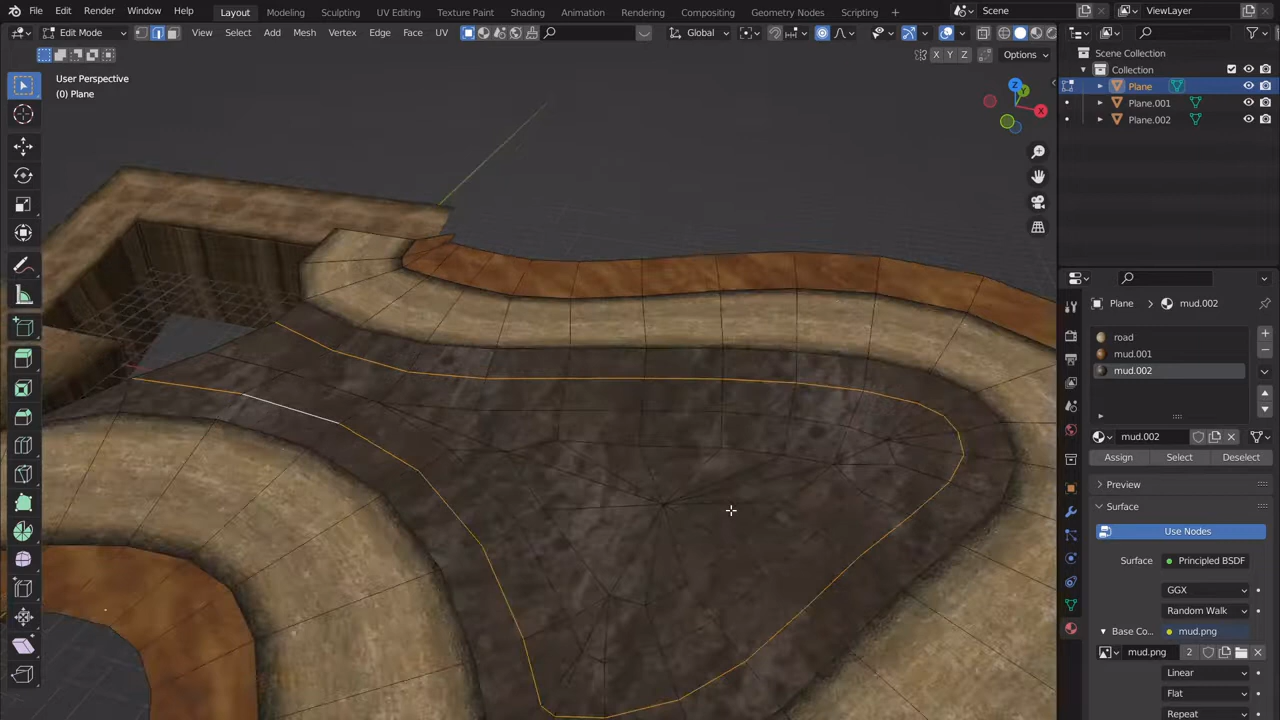 File Edit Render Window Help Layout Modeling Sculpting UV Editing Texture Paint Shading Animation Rendering Compositing Geometry Nodes Scripting + Scene ViewLayer
Edit Mode View Select Add Mesh Vertex Edge Face UV Global
X Y Z Options
User Perspective
(0) Plane
Z
Y
X
Scene Collection
Collection
Plane
Plane.001
Plane.002
Plane > mud.002
road
mud.001
mud.002
mud.002
Assign Select Deselect
Preview
Surface
Use Nodes
Surface Principled BSDF
GGX
Random Walk
Base Co... mud.png
mud.png 2
Linear
Flat
Repeat